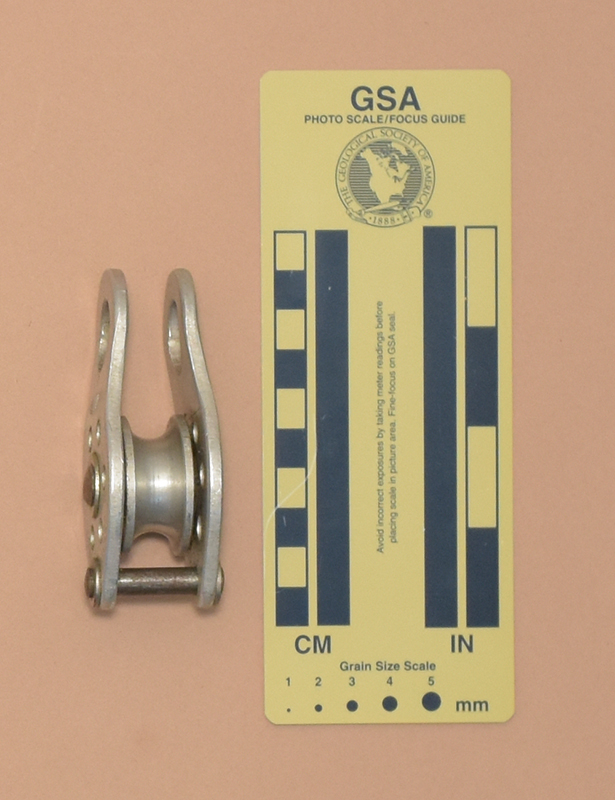 GSA
PHOTO SCALE/FOCUS GUIDE
THE GEOLOGICAL SOCIETY OF AMERICA
· 1888 ·
®
Avoid incorrect exposures by taking meter readings before
placing scale in picture area. Fine-focus on GSA seal.
CM IN
Grain Size Scale
1 2 3 4 5
mm